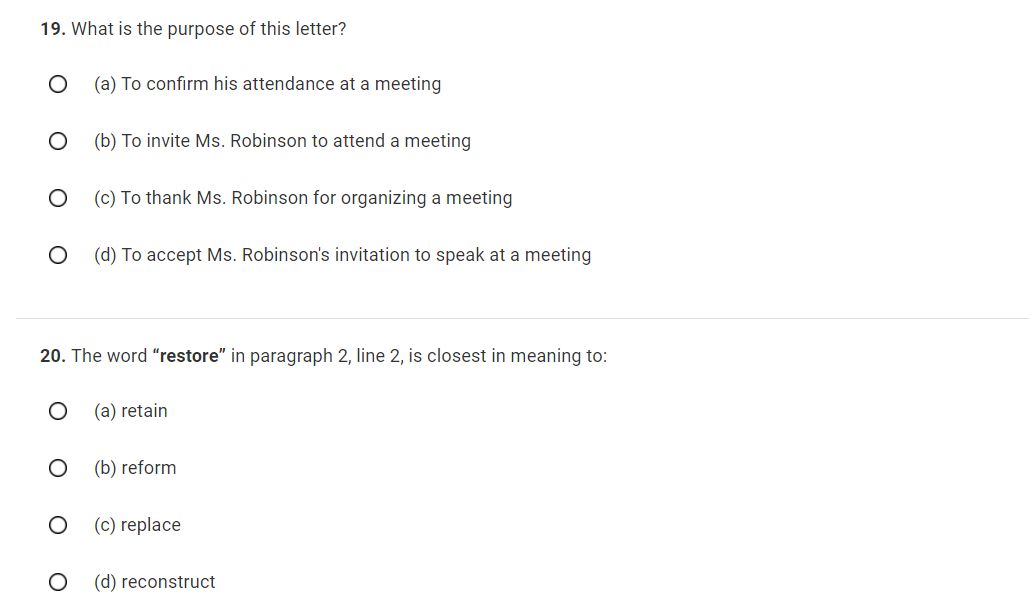 19. What is the purpose of this letter?
(a) To confirm his attendance at a meeting
(b) To invite Ms. Robinson to attend a meeting
(c) To thank Ms. Robinson for organizing a meeting
(d) To accept Ms. Robinson's invitation to speak at a meeting
20. The word “restore” in paragraph 2, line 2, is closest in meaning to:
(a) retain
(b) reform
(c) replace
(d) reconstruct